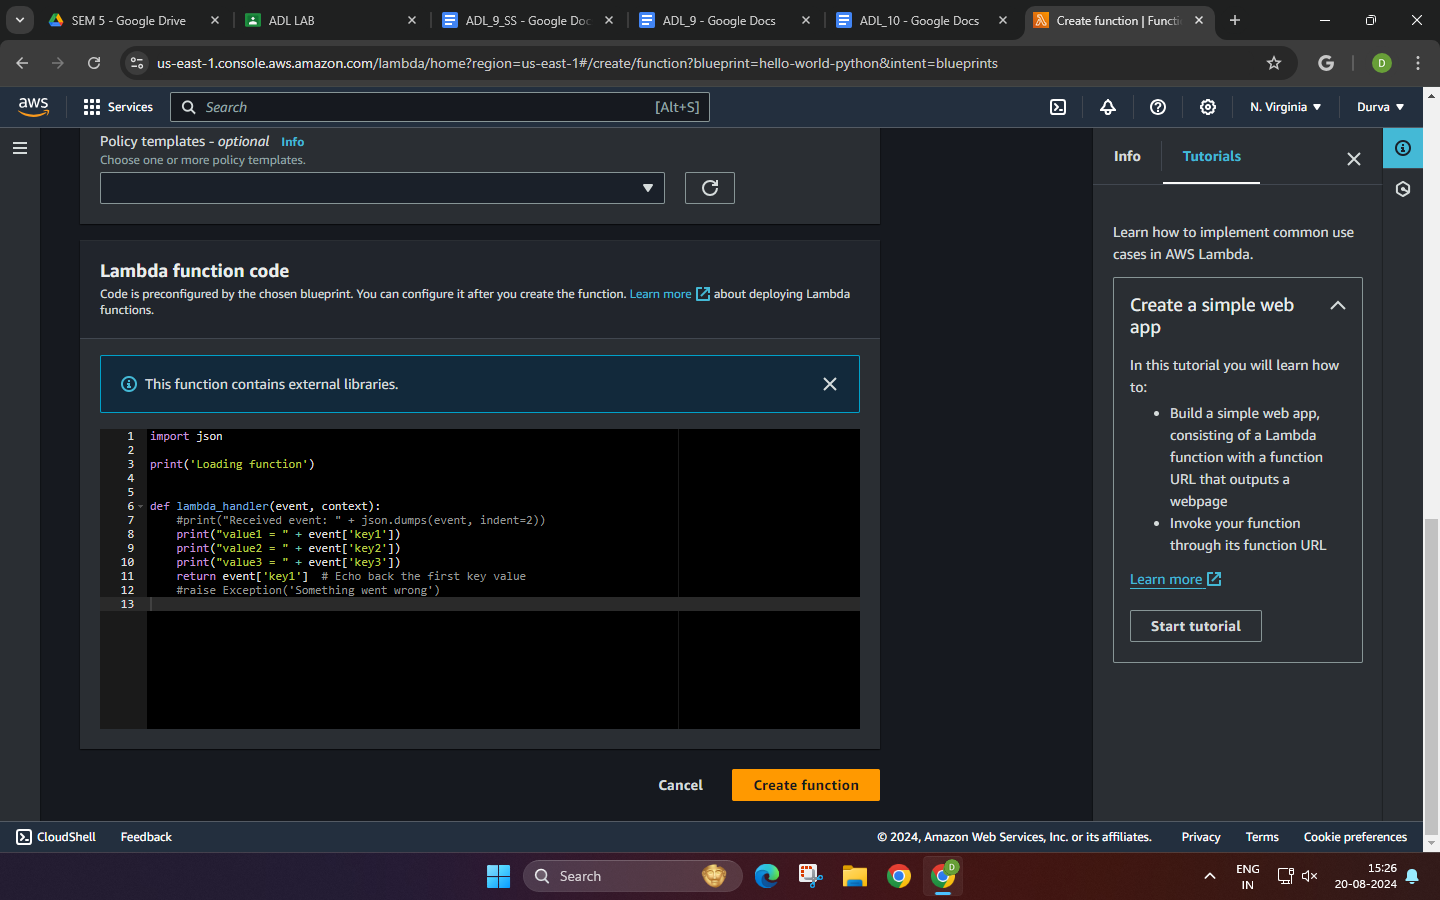 SEM 5 - Google Drive
ADL LAB
ADL_9_SS - Google Doc
ADL_9 - Google Docs
ADL_10 - Google Docs
Create function | Functi
us-east-1.console.aws.amazon.com/lambda/home?region=us-east-1#/create/function?blueprint=hello-world-python&intent=blueprints
G
D
aws
Services
Search
[Alt+S]
N. Virginia
Durva
Policy templates - optional Info
Choose one or more policy templates.
Lambda function code
Code is preconfigured by the chosen blueprint. You can configure it after you create the function. Learn more about deploying Lambda
functions.
This function contains external libraries.
1 import json
2
3 print('Loading function')
4
5
6 def lambda_handler(event, context):
7 #print("Received event: " + json.dumps(event, indent=2))
8 print("value1 = " + event['key1'])
9 print("value2 = " + event['key2'])
10 print("value3 = " + event['key3'])
11 return event['key1'] # Echo back the first key value
12 #raise Exception('Something went wrong')
13
Cancel
Create function
Info
Tutorials
Learn how to implement common use
cases in AWS Lambda.
Create a simple web
app
In this tutorial you will learn how
to:
• Build a simple web app,
consisting of a Lambda
function with a function
URL that outputs a
webpage
• Invoke your function
through its function URL
Learn more
Start tutorial
CloudShell
Feedback
© 2024, Amazon Web Services, Inc. or its affiliates.
Privacy
Terms
Cookie preferences
Search
D
ENG
IN
15:26
20-08-2024